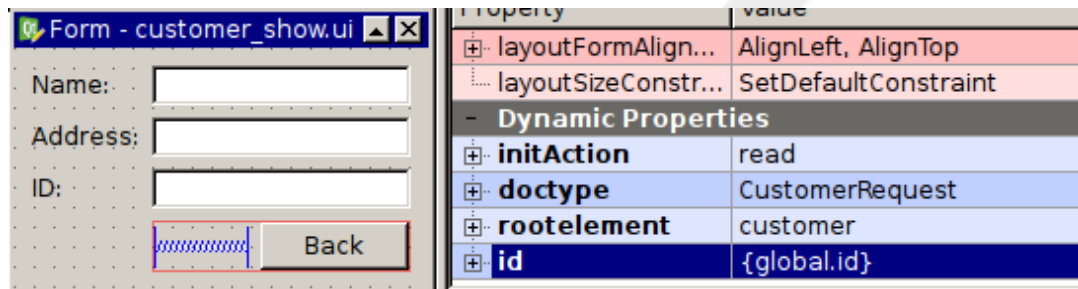 Form - customer_show.ui
Name:
Address:
ID:
Back
Property Value
layoutFormAlign... AlignLeft, AlignTop
layoutSizeConstr... SetDefaultConstraint
- Dynamic Properties
initAction read
doctype CustomerRequest
rootelement customer
id {global.id}